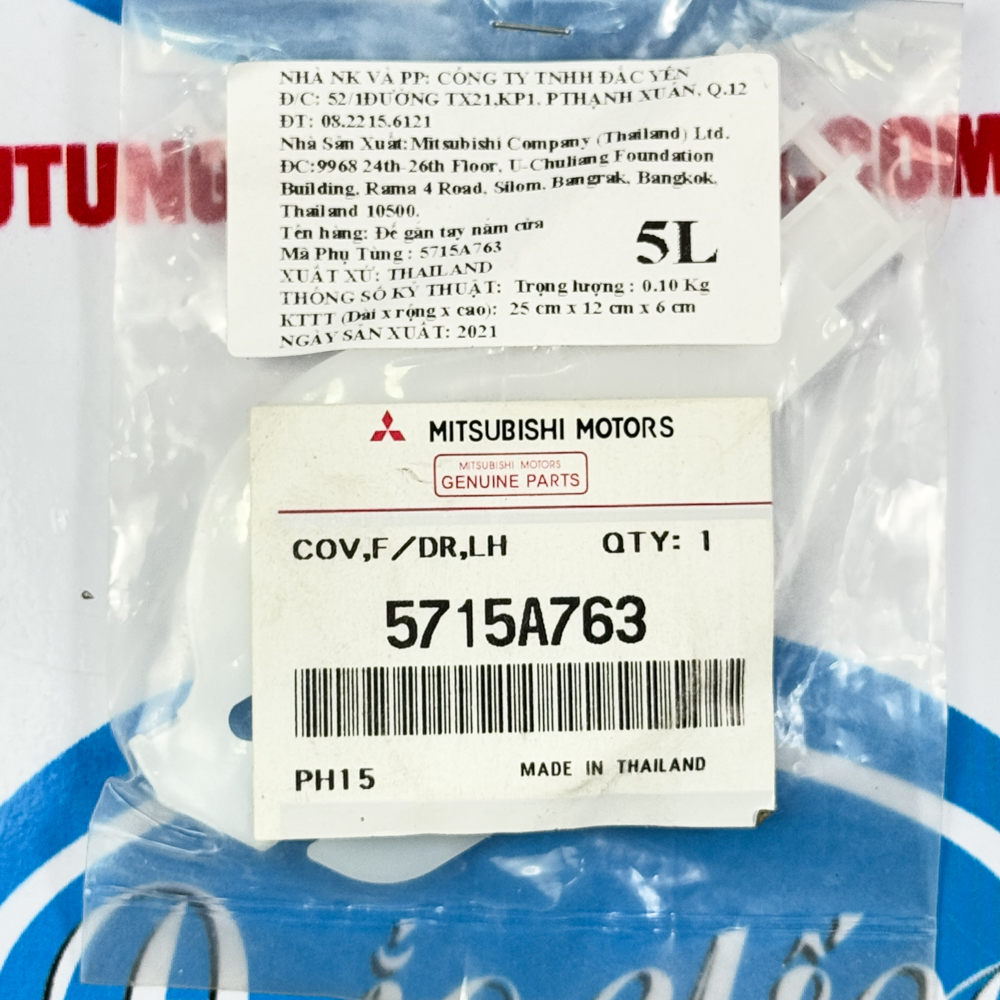 NHÀ NK VÀ PP: CÔNG TY TNHH ĐẮC YẾN
Đ/C: 52/1ĐƯỜNG TX21,KP1, PTHẠNH XUÂN, Q.12
ĐT: 08.2215.6121
Nhà Sản Xuất:Mitsubishi Company (Thailand) Ltd.
ĐC:9968 24th-26th Floor, U-Chuliang Foundation
Building, Rama 4 Road, Silom, Bangrak, Bangkok,
Thailand 10500.
Tên hàng: Đế gắn tay nắm cửa
Mã Phụ Tùng : 5715A763
5L
XUẤT XỨ: THAILAND
THÔNG SỐ KỸ THUẬT: Trọng lượng : 0.10 Kg
KTTT (Dài x rộng x cao): 25 cm x 12 cm x 6 cm
NGÀY SẢN XUẤT: 2021
UTUNG
.COM
MITSUBISHI MOTORS
MITSUBISHI MOTORS
GENUINE PARTS
COV,F/DR,LH QTY: 1
5715A763
PH15 MADE IN THAILAND